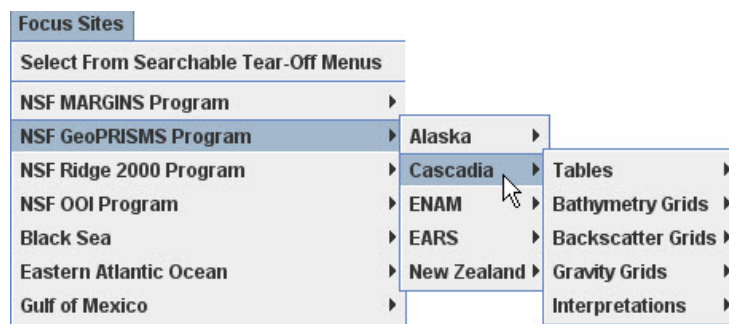 Focus Sites
Select From Searchable Tear-Off Menus
NSF MARGINS Program
NSF GeoPRISMS Program
NSF Ridge 2000 Program
NSF OOI Program
Black Sea
Eastern Atlantic Ocean
Gulf of Mexico
Alaska
Cascadia
ENAM
EARS
New Zealand
Tables
Bathymetry Grids
Backscatter Grids
Gravity Grids
Interpretations